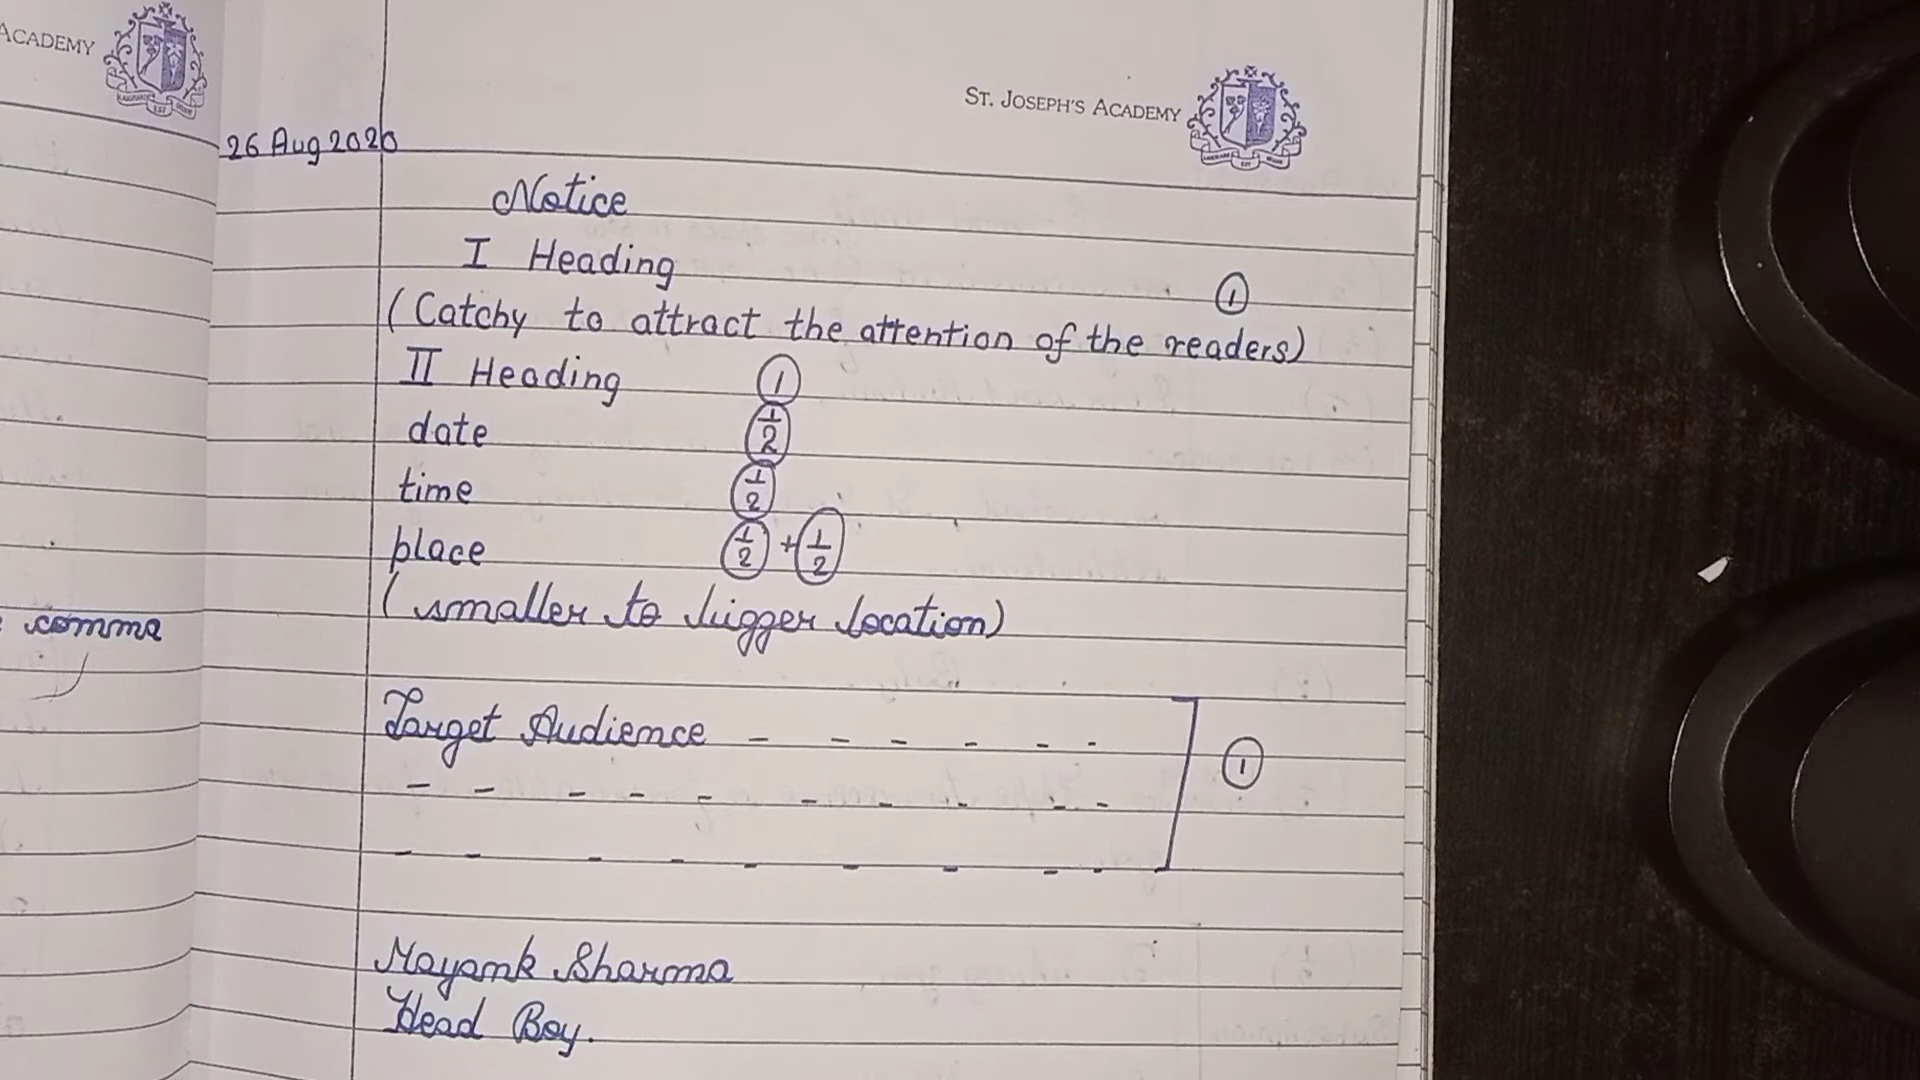 ACADEMY
ST. JOSEPH'S ACADEMY
26 Aug 2020
Notice
I Heading
1
(Catchy to attract the attention of the readers)
II Heading 1
date 1/2
time 1/2
place 1/2 + 1/2
(smaller to bigger location)
comma
Target Audience - - - - - -
- - - - - - - - - -
1
- - - - - - - - -
Mayank Sharma
Head Boy.